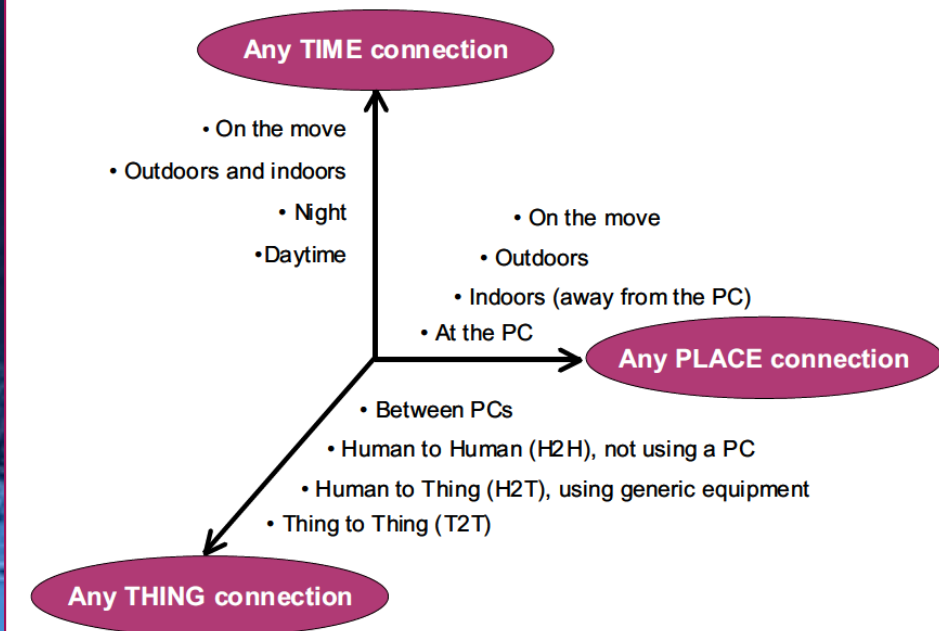 Any TIME connection
• On the move
• Outdoors and indoors
• Night
•Daytime
• On the move
• Outdoors
• Indoors (away from the PC)
• At the PC
Any PLACE connection
• Between PCs
• Human to Human (H2H), not using a PC
• Human to Thing (H2T), using generic equipment
• Thing to Thing (T2T)
Any THING connection